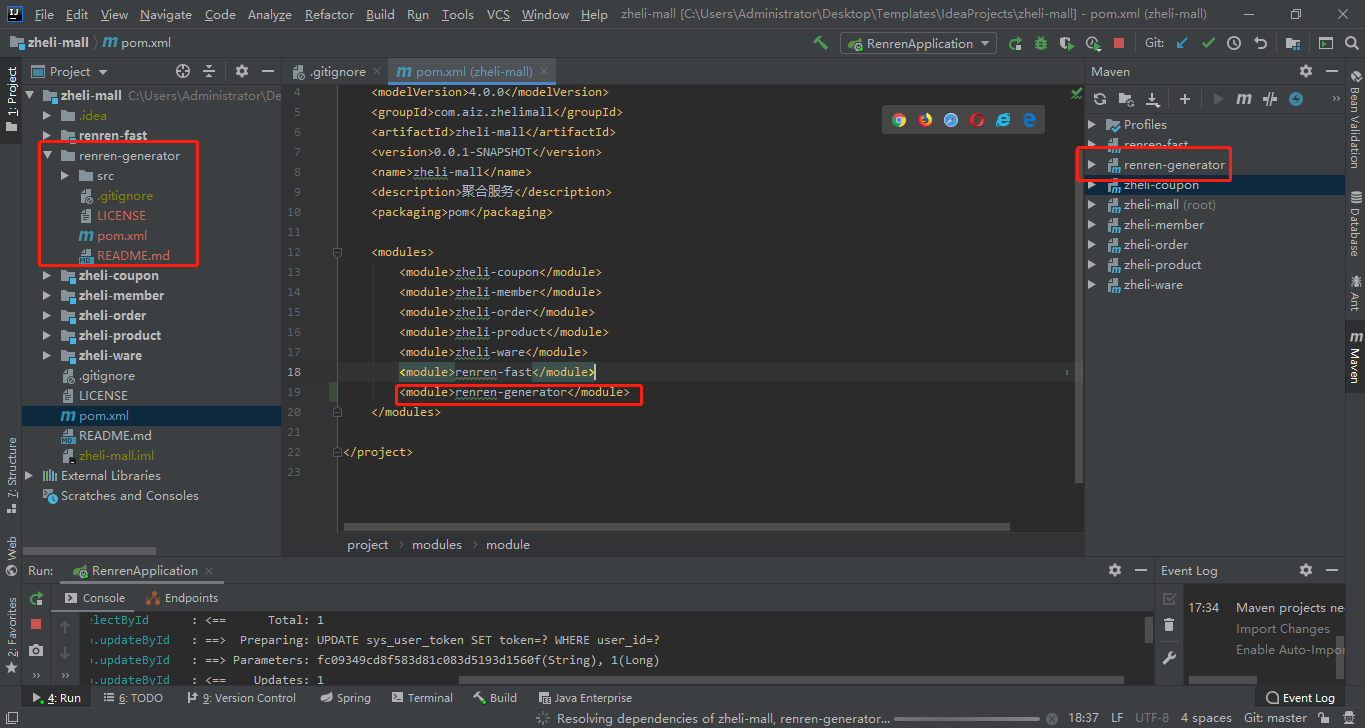 File Edit View Navigate Code Analyze Refactor Build Run Tools VCS Window Help zheli-mall [C:\Users\Administrator\Desktop\Templates\IdeaProjects\zheli-mall] - pom.xml (zheli-mall)
zheli-mall pom.xml
RenrenApplication
Git:
1: Project
Project
.gitignore
pom.xml (zheli-mall)
Maven
zheli-mall C:\Users\Administrator\De
.idea
renren-fast
renren-generator
src
.gitignore
LICENSE
pom.xml
README.md
zheli-coupon
zheli-member
zheli-order
zheli-product
zheli-ware
.gitignore
LICENSE
pom.xml
README.md
zheli-mall.iml
External Libraries
Scratches and Consoles
4 <modelVersion>4.0.0</modelVersion>
5 <groupId>com.aiz.zhelimall</groupId>
6 <artifactId>zheli-mall</artifactId>
7 <version>0.0.1-SNAPSHOT</version>
8 <name>zheli-mall</name>
9 <description>聚合服务</description>
10 <packaging>pom</packaging>
11
12 <modules>
13 <module>zheli-coupon</module>
14 <module>zheli-member</module>
15 <module>zheli-order</module>
16 <module>zheli-product</module>
17 <module>zheli-ware</module>
18 <module>renren-fast</module>
19 <module>renren-generator</module>
20 </modules>
21
22 </project>
23
project modules module
Profiles
renren-fast
renren-generator
zheli-coupon
zheli-mall (root)
zheli-member
zheli-order
zheli-product
zheli-ware
Bean Validation
Database
Ant
Maven
7: Structure
Web
2: Favorites
Run: RenrenApplication
Console Endpoints
lectById : <== Total: 1
.updateById : ==> Preparing: UPDATE sys_user_token SET token=? WHERE user_id=?
.updateById : ==> Parameters: fc09349cd8f583d81c083d5193d1560f(String), 1(Long)
.updateById : <== Updates: 1
Event Log
17:34 Maven projects ne
Import Changes
Enable Auto-Impor
4: Run 6: TODO 9: Version Control Spring Terminal Build Java Enterprise Event Log
Resolving dependencies of zheli-mall, renren-generator... 18:37 LF UTF-8 4 spaces Git: master